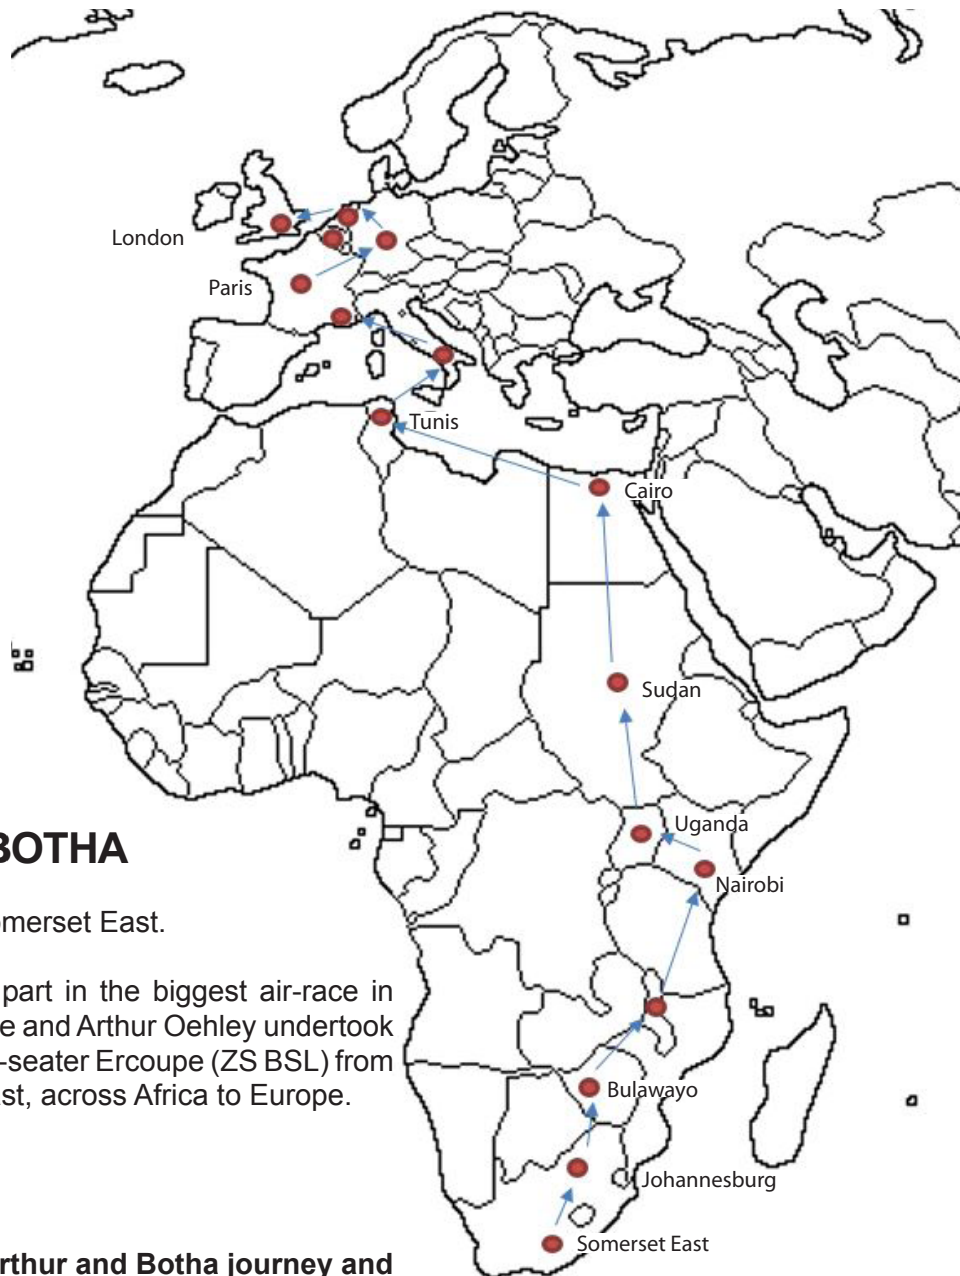 London
Paris
Tunis
Cairo
Sudan
Uganda
Nairobi
Bulawayo
Johannesburg
Somerset East
BOTHA
omerset East.
part in the biggest air-race in
e and Arthur Oehley undertook
-seater Ercoupe (ZS BSL) from
ast, across Africa to Europe.
rthur and Botha journey and